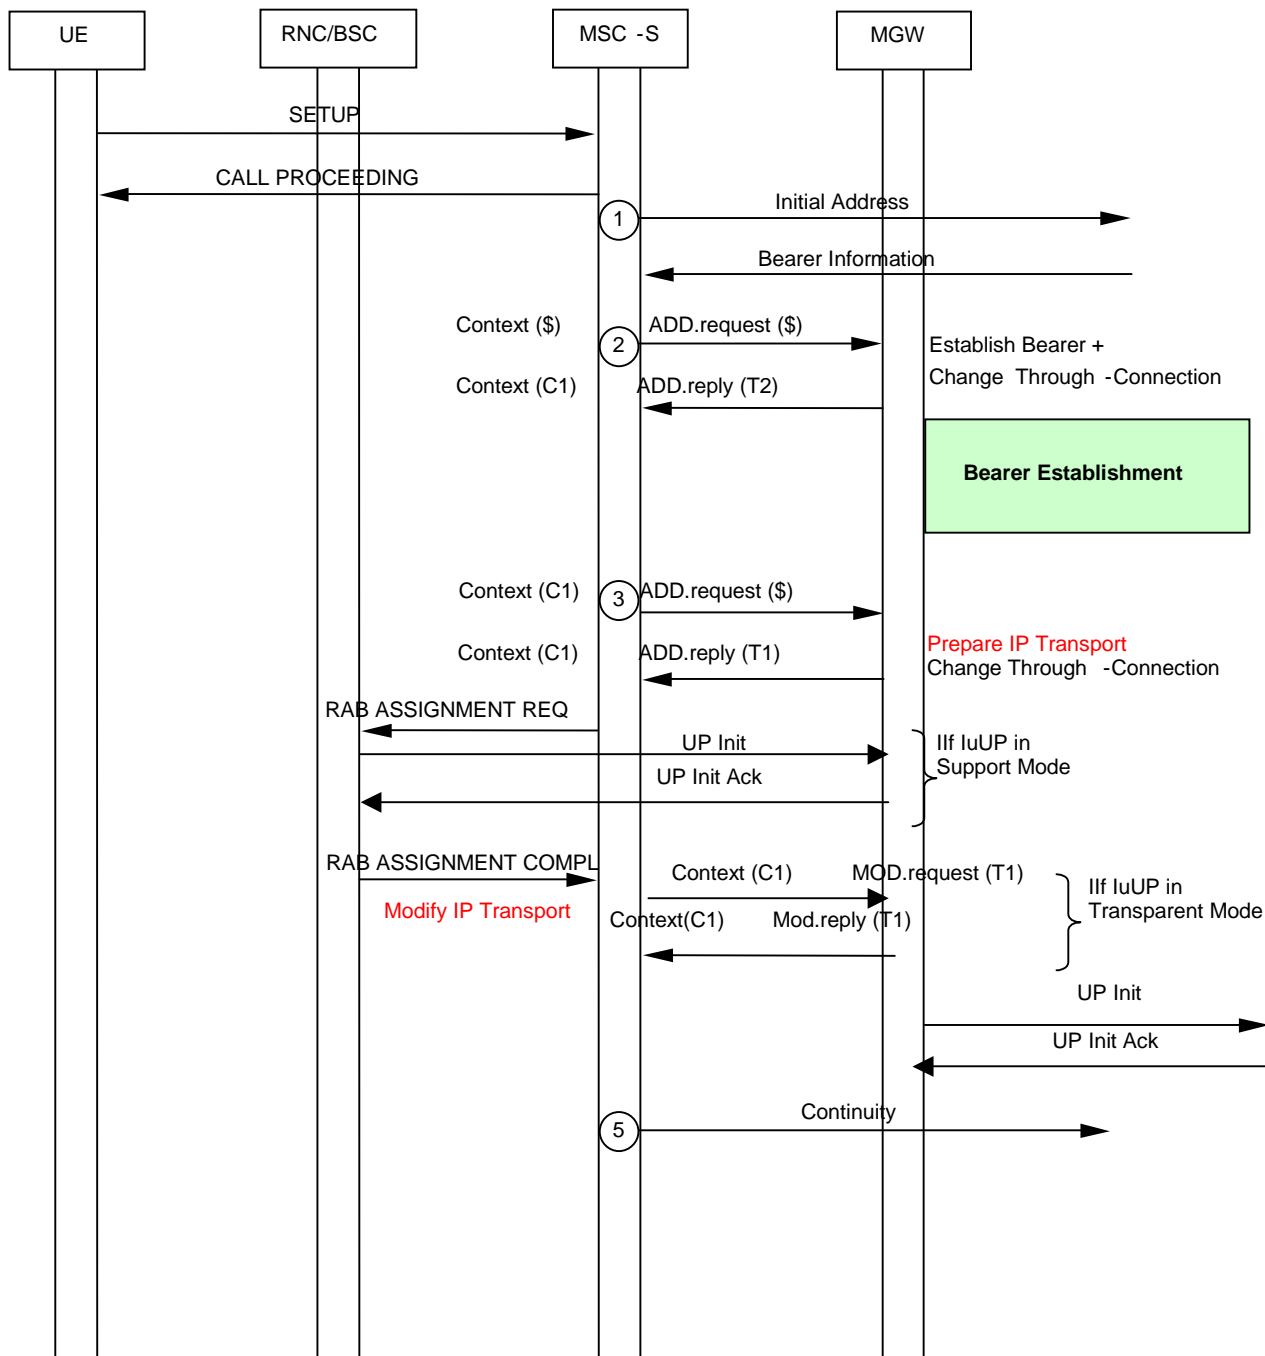 UE
RNC/BSC
MSC -S
MGW
SETUP
CALL PROCEEDING
1
Initial Address
Bearer Information
Context ($)
2
ADD.request ($)
Establish Bearer +
Change Through -Connection
Context (C1)
ADD.reply (T2)
Bearer Establishment
Context (C1)
3
ADD.request ($)
Prepare IP Transport
Change Through -Connection
Context (C1)
ADD.reply (T1)
RAB ASSIGNMENT REQ
UP Init
UP Init Ack
IIf IuUP in
Support Mode
RAB ASSIGNMENT COMPL
Modify IP Transport
Context (C1)
MOD.request (T1)
Context(C1)
Mod.reply (T1)
IIf IuUP in
Transparent Mode
UP Init
UP Init Ack
5
Continuity